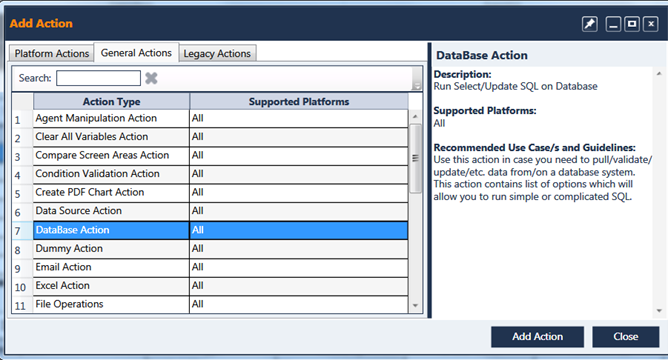 Add Action
Platform Actions General Actions Legacy Actions
Search:
Action Type Supported Platforms
1 Agent Manipulation Action All
2 Clear All Variables Action All
3 Compare Screen Areas Action All
4 Condition Validation Action All
5 Create PDF Chart Action All
6 Data Source Action All
7 DataBase Action All
8 Dummy Action All
9 Email Action All
10 Excel Action All
11 File Operations All
DataBase Action
Description:
Run Select/Update SQL on Database
Supported Platforms:
All
Recommended Use Case/s and Guidelines:
Use this action in case you need to pull/validate/
update/etc. data from/on a database system.
This action contains list of options which will
allow you to run simple or complicated SQL.
Add Action Close